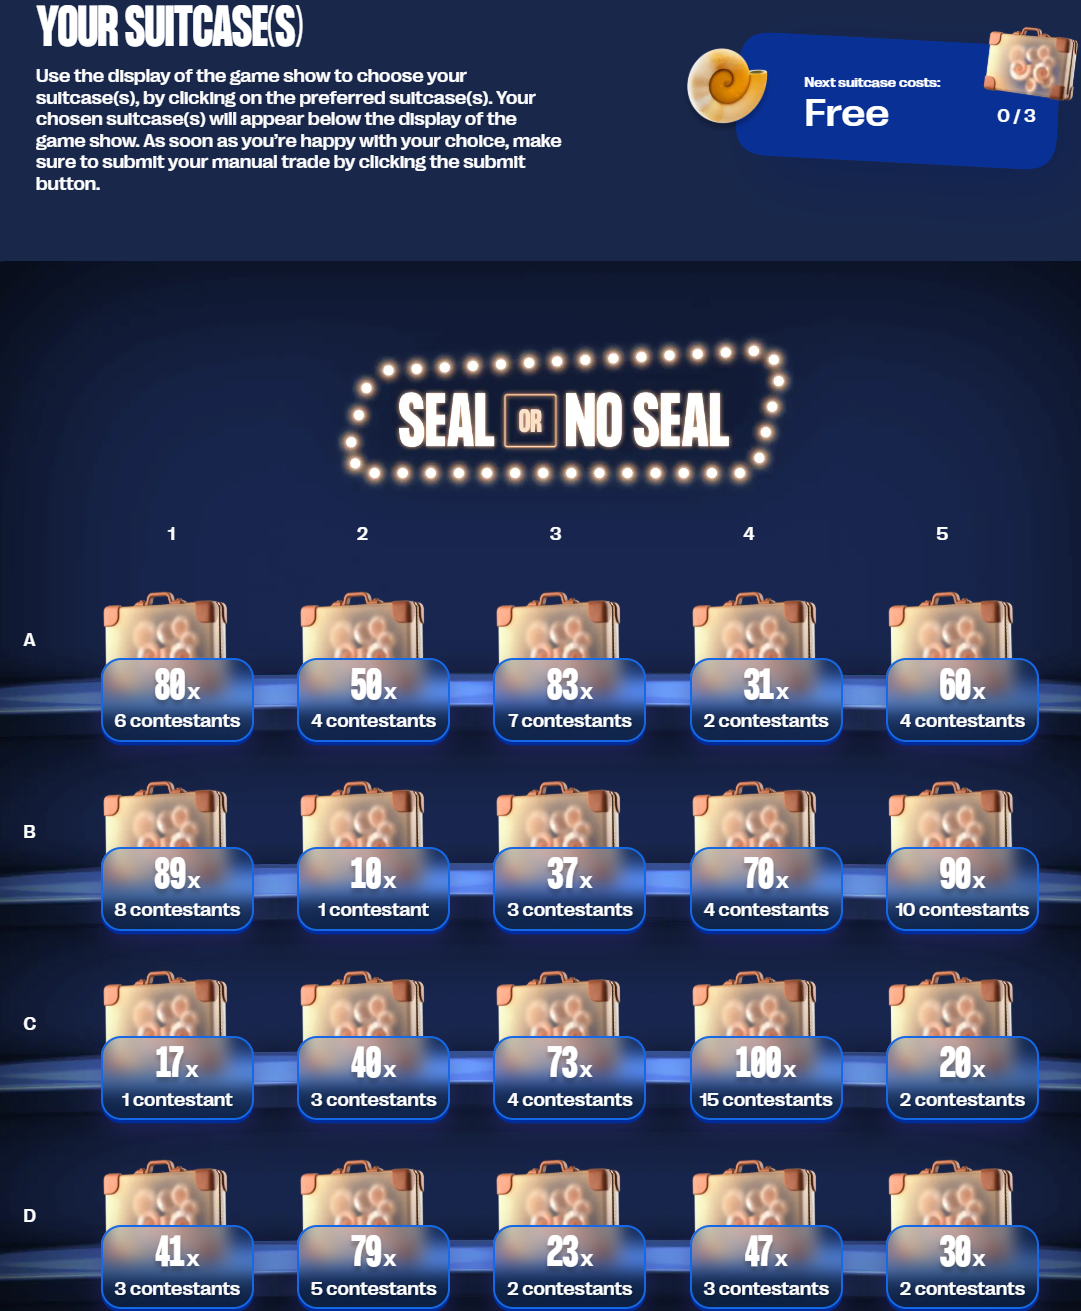 YOUR SUITCASE(S)
Use the display of the game show to choose your
suitcase(s), by clicking on the preferred suitcase(s). Your
chosen suitcase(s) will appear below the display of the
game show. As soon as you're happy with your choice, make
sure to submit your manual trade by clicking the submit
button.
Next suitcase costs:
Free
0 / 3
SEAL OR NO SEAL
1 2 3 4 5
A
80x 50x 83x 31x 60x
6 contestants 4 contestants 7 contestants 2 contestants 4 contestants
B
89x 10x 37x 70x 90x
8 contestants 1 contestant 3 contestants 4 contestants 10 contestants
C
17x 40x 73x 100x 20x
1 contestant 3 contestants 4 contestants 15 contestants 2 contestants
D
41x 79x 23x 47x 30x
3 contestants 5 contestants 2 contestants 3 contestants 2 contestants